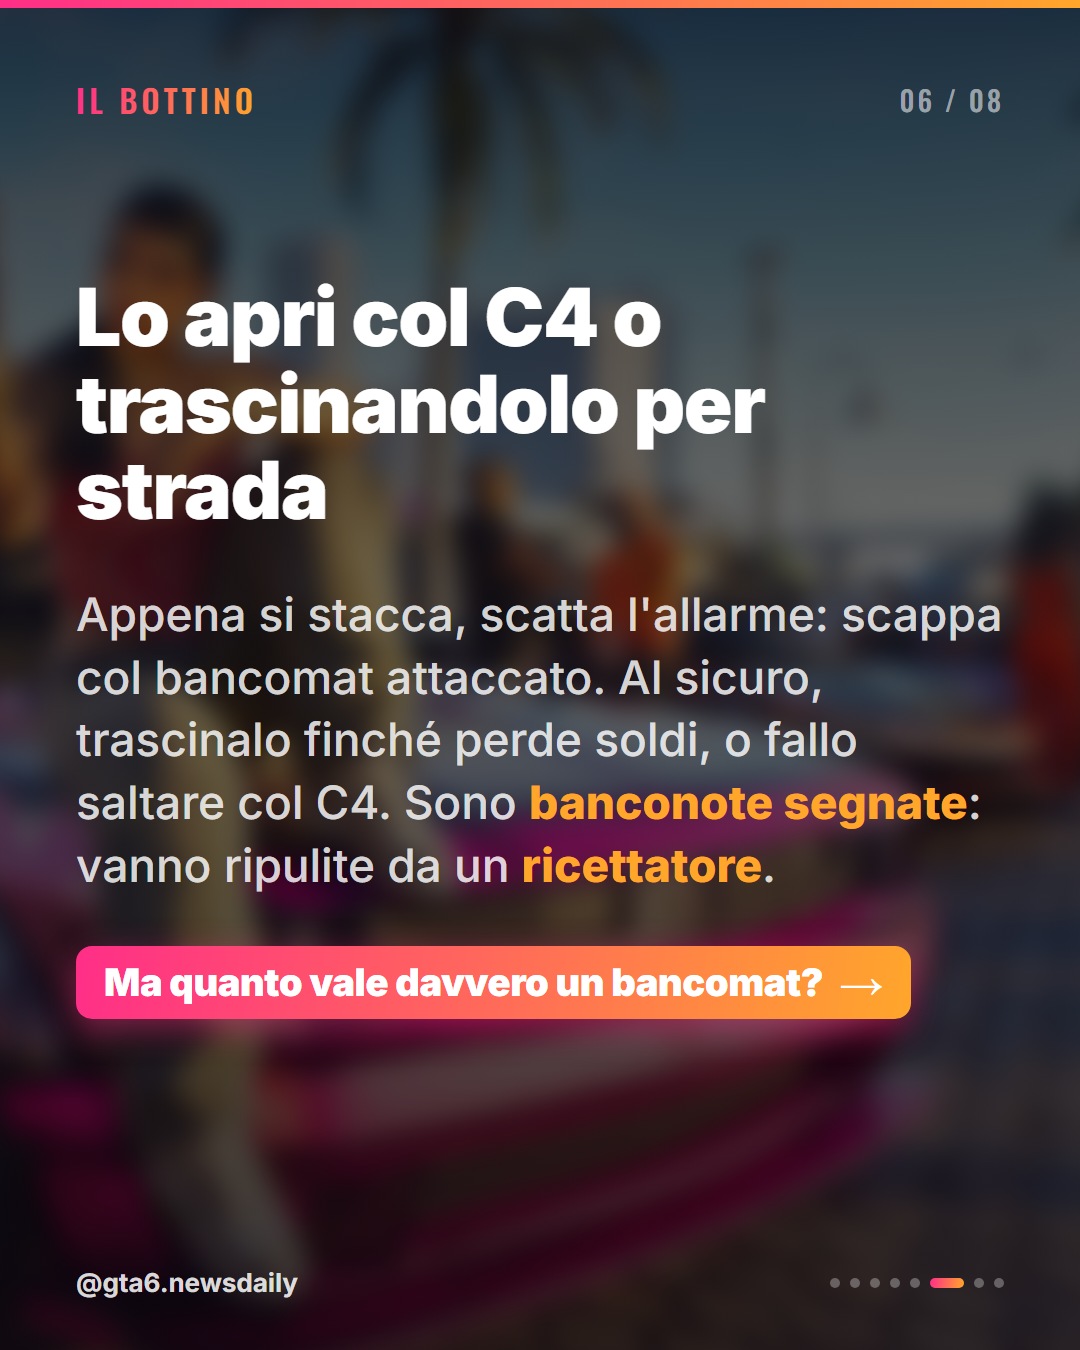 IL BOTTINO
06 / 08
Lo apri col C4 o
trascinandolo per
strada
Appena si stacca, scatta l'allarme: scappa
col bancomat attaccato. Al sicuro,
trascinalo finché perde soldi, o fallo
saltare col C4. Sono banconote segnate:
vanno ripulite da un ricettatore.
Ma quanto vale davvero un bancomat? →
@gta6.newsdaily